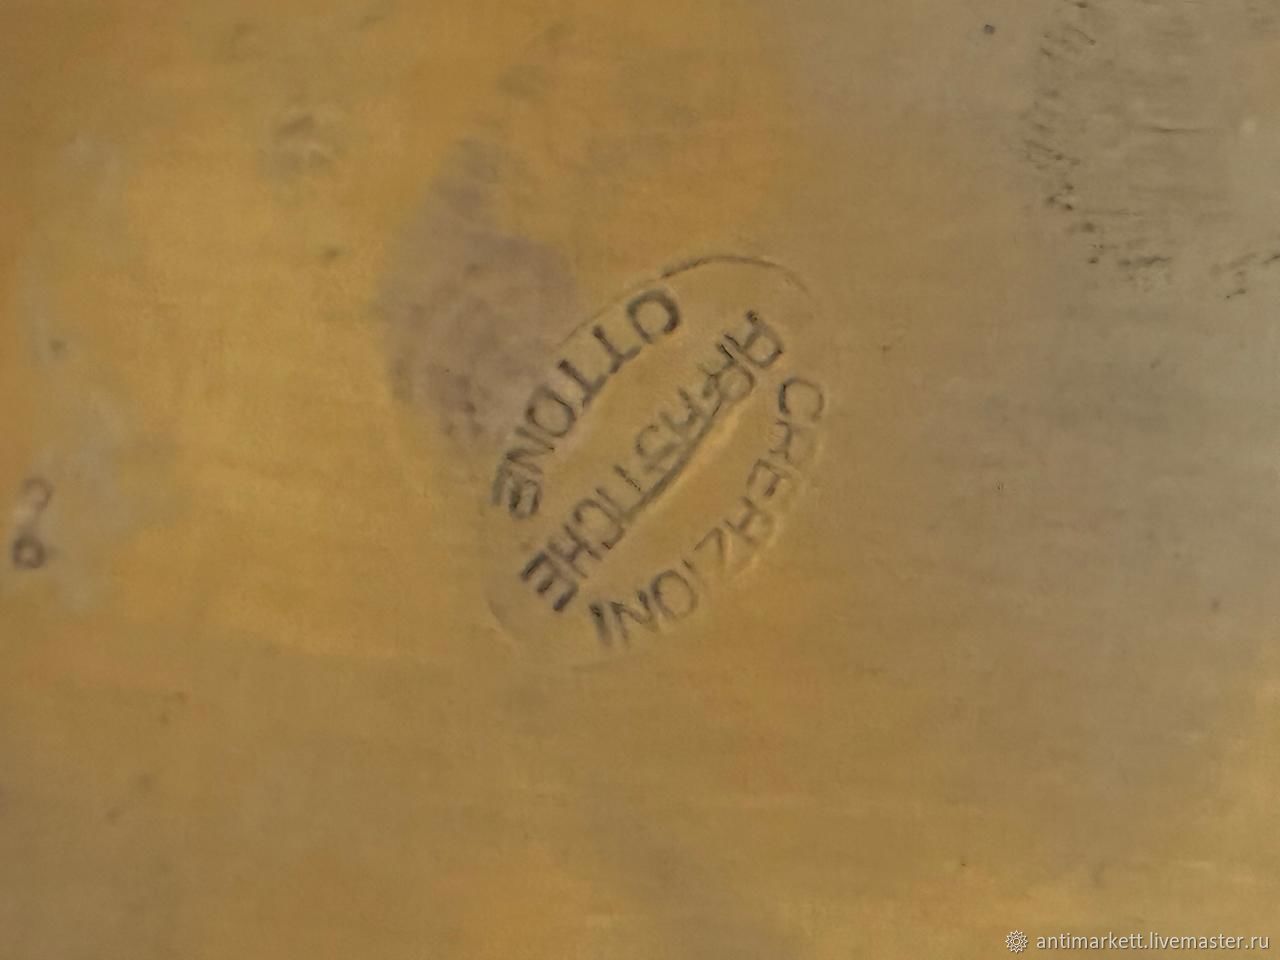 CREAZIONI
ARTISTICHE
OTTONE
antimarkett.livemaster.ru